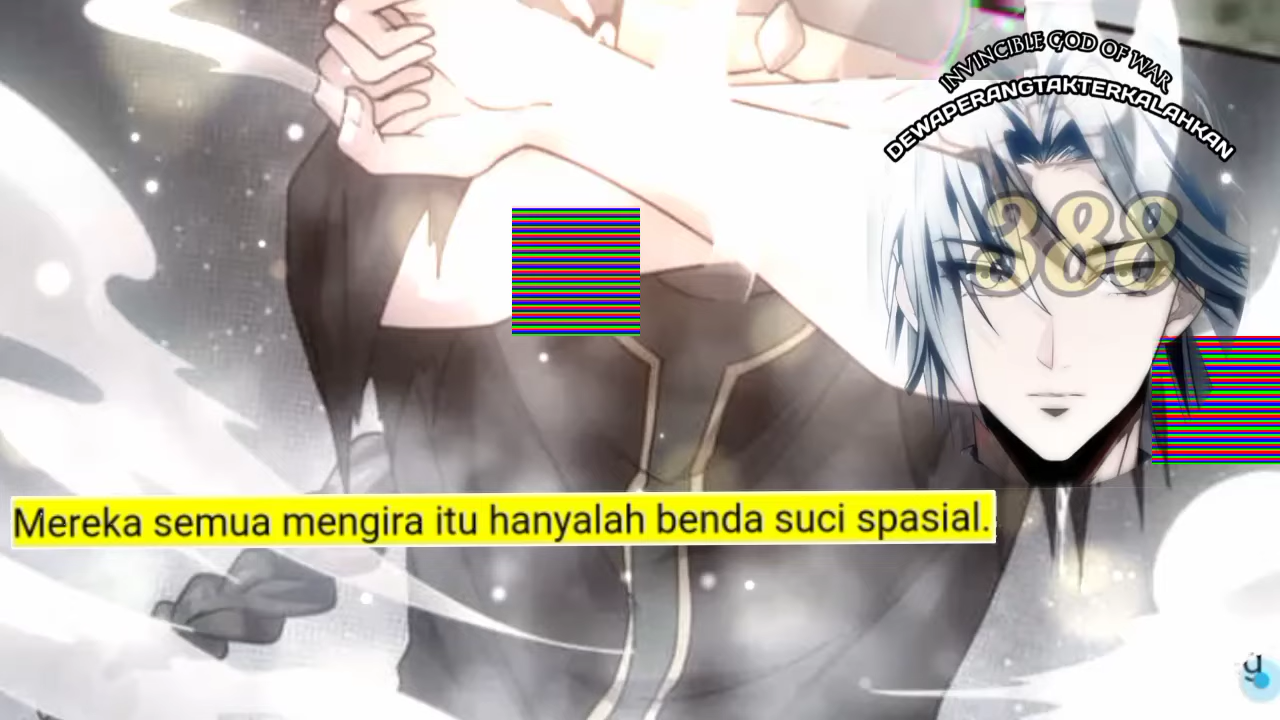 INVINCIBLE GOD OF WAR
DEWAPERANGTAKTERKALAHKAN
388
Mereka semua mengira itu hanyalah benda suci spasial.
g